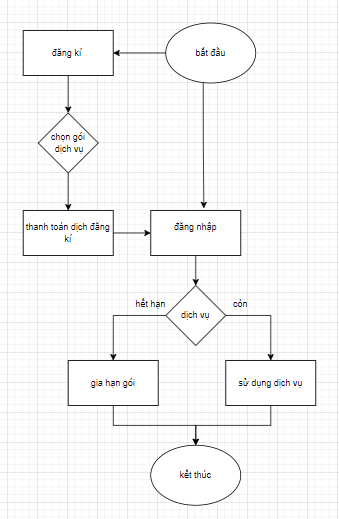 đăng kí
bắt đầu
chọn gói
dịch vụ
thanh toán dịch đăng
kí
đăng nhập
hết hạn
dịch vụ
còn
gia hạn gói
sử dụng dịch vụ
kết thúc